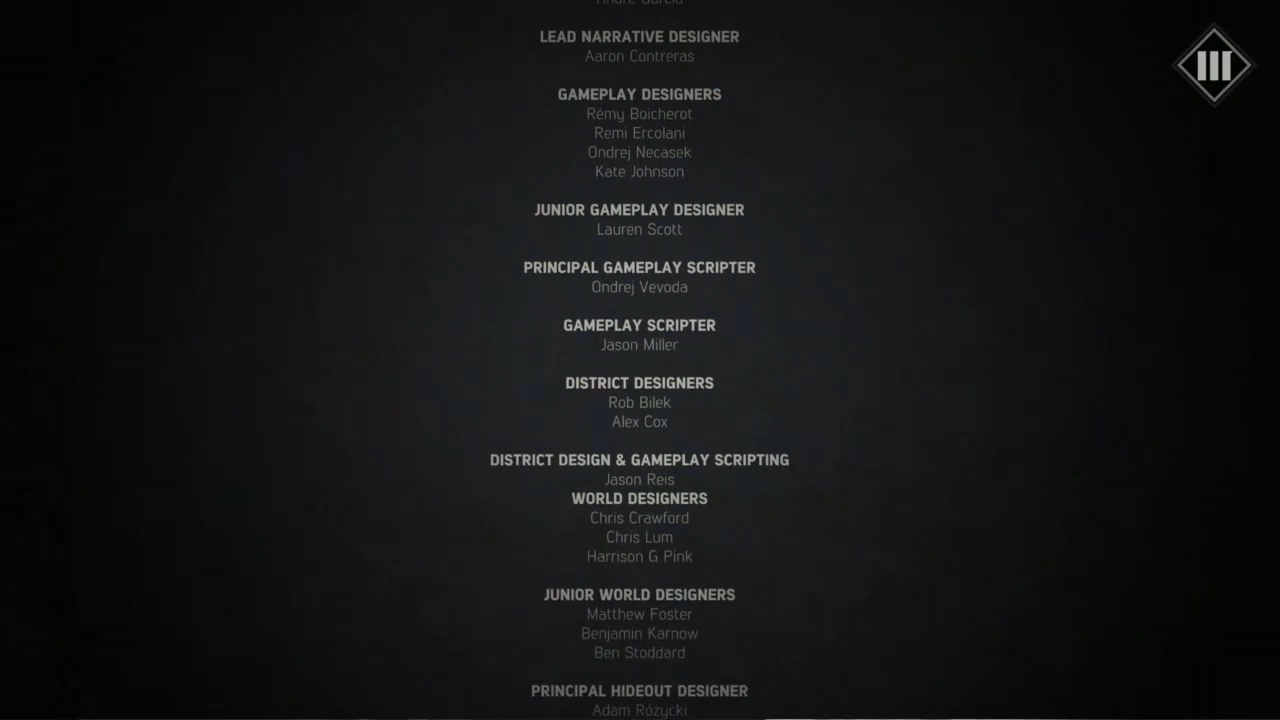 LEAD NARRATIVE DESIGNER
Aaron Contreras
GAMEPLAY DESIGNERS
Rémy Boicherot
Remi Ercolani
Ondrej Necasek
Kate Johnson
JUNIOR GAMEPLAY DESIGNER
Lauren Scott
PRINCIPAL GAMEPLAY SCRIPTER
Ondrej Vevoda
GAMEPLAY SCRIPTER
Jason Miller
DISTRICT DESIGNERS
Rob Bilek
Alex Cox
DISTRICT DESIGN & GAMEPLAY SCRIPTING
Jason Reis
WORLD DESIGNERS
Chris Crawford
Chris Lum
Harrison G Pink
JUNIOR WORLD DESIGNERS
Matthew Foster
Benjamin Karnow
Ben Stoddard
PRINCIPAL HIDEOUT DESIGNER
Adam Różycki